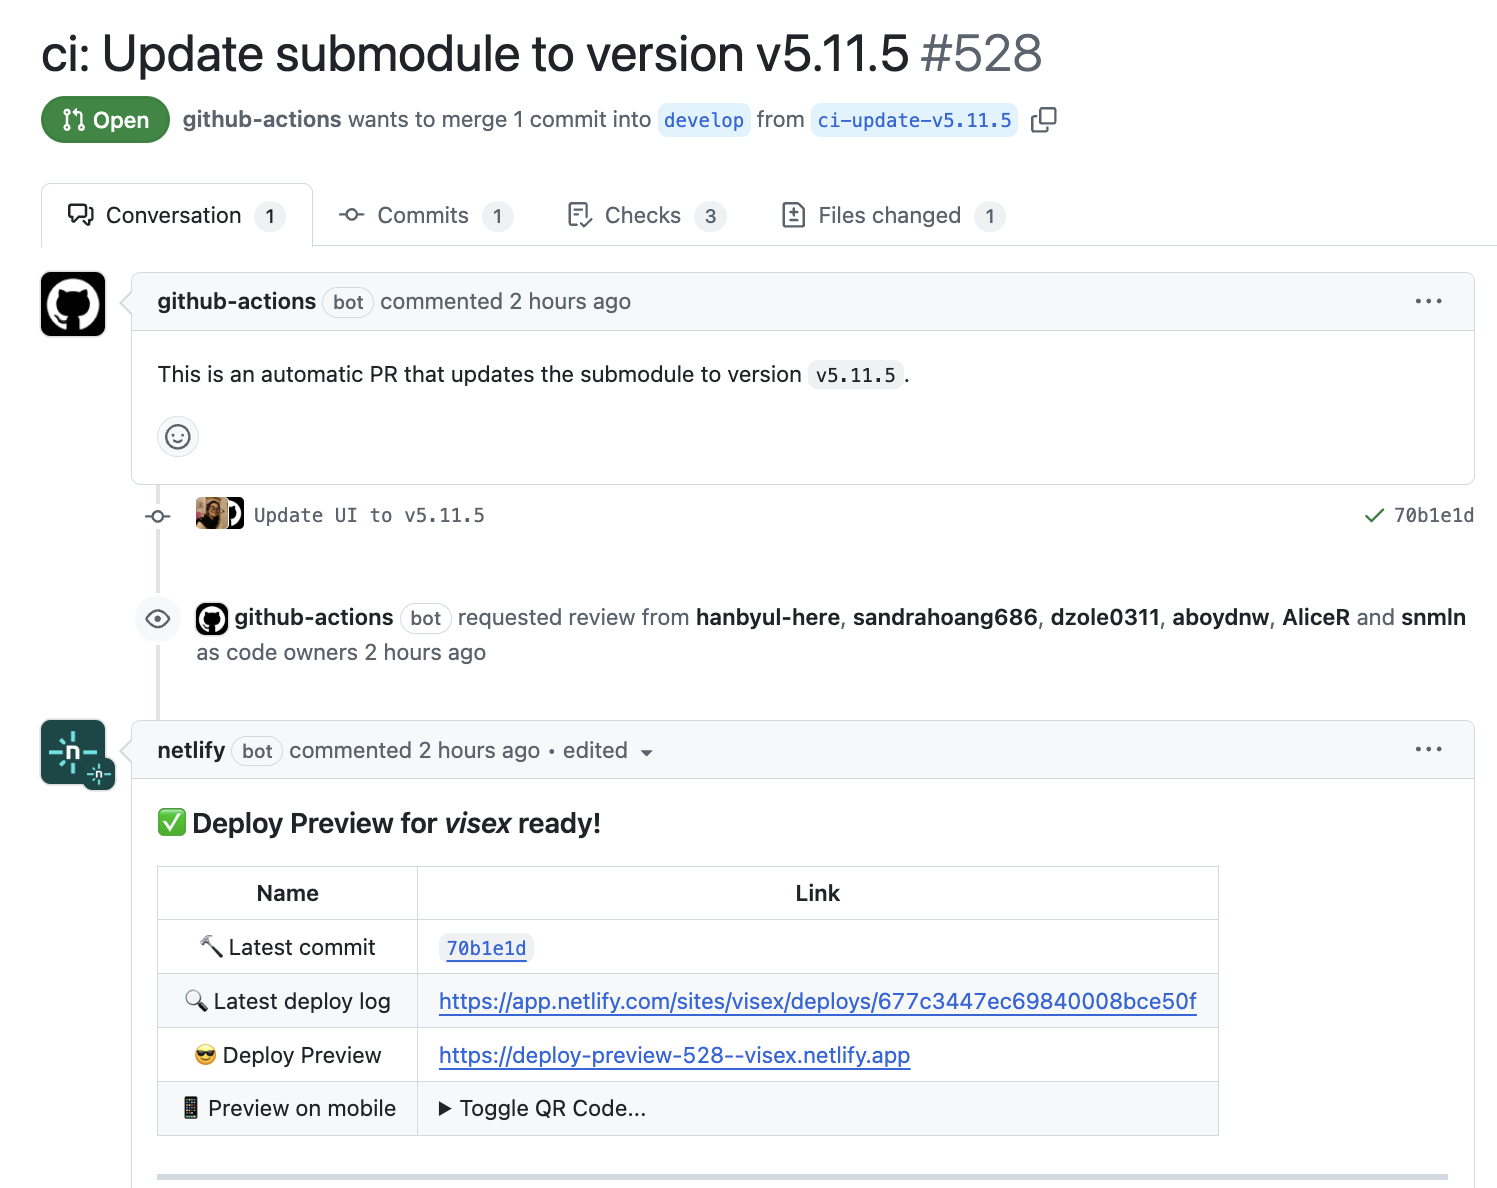 ci: Update submodule to version v5.11.5 #528
Open github-actions wants to merge 1 commit into develop from ci-update-v5.11.5
Conversation 1 Commits 1 Checks 3 Files changed 1
github-actions bot commented 2 hours ago
This is an automatic PR that updates the submodule to version v5.11.5.
Update UI to v5.11.5 70b1e1d
github-actions bot requested review from hanbyul-here, sandrahoang686, dzole0311, aboydnw, AliceR and snmln
as code owners 2 hours ago
n
n
netlify bot commented 2 hours ago • edited
✅ Deploy Preview for visex ready!
Name Link
🔨 Latest commit 70b1e1d
🔍 Latest deploy log https://app.netlify.com/sites/visex/deploys/677c3447ec69840008bce50f
😎 Deploy Preview https://deploy-preview-528--visex.netlify.app
📱 Preview on mobile ▶ Toggle QR Code...